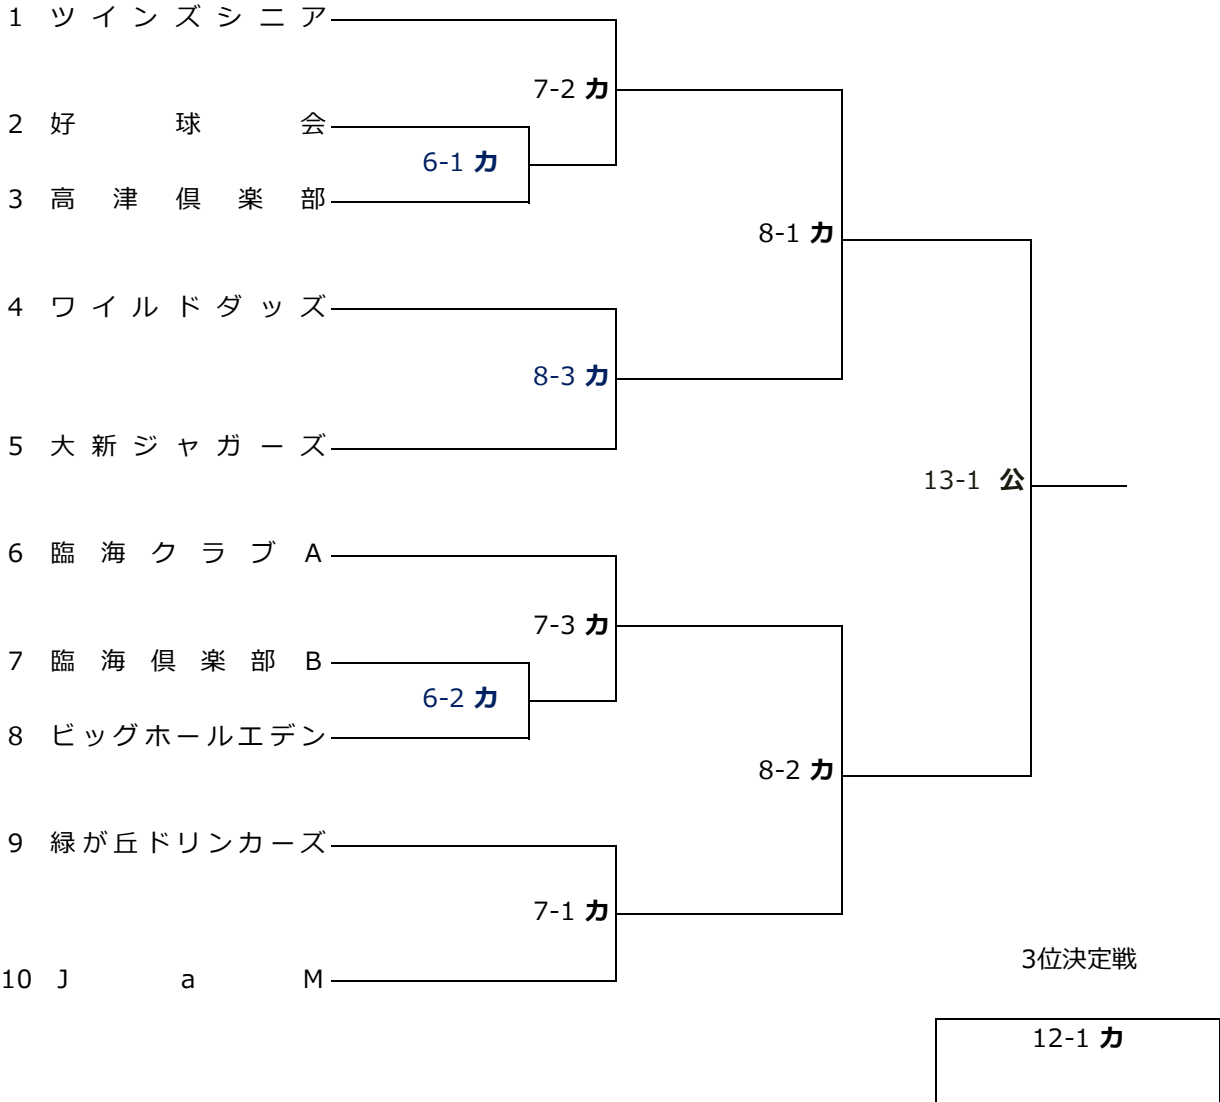 1 ツインズシニア
7-2 カ
2 好球会
6-1 カ
3 高津倶楽部
8-1 カ
4 ワイルドダッズ
8-3 カ
5 大新ジャガーズ
13-1 公
6 臨海クラブA
7-3 カ
7 臨海倶楽部B
6-2 カ
8 ビッグホールエデン
8-2 カ
9 緑が丘ドリンカーズ
7-1 カ
3位決定戦
10 JaM
12-1 カ